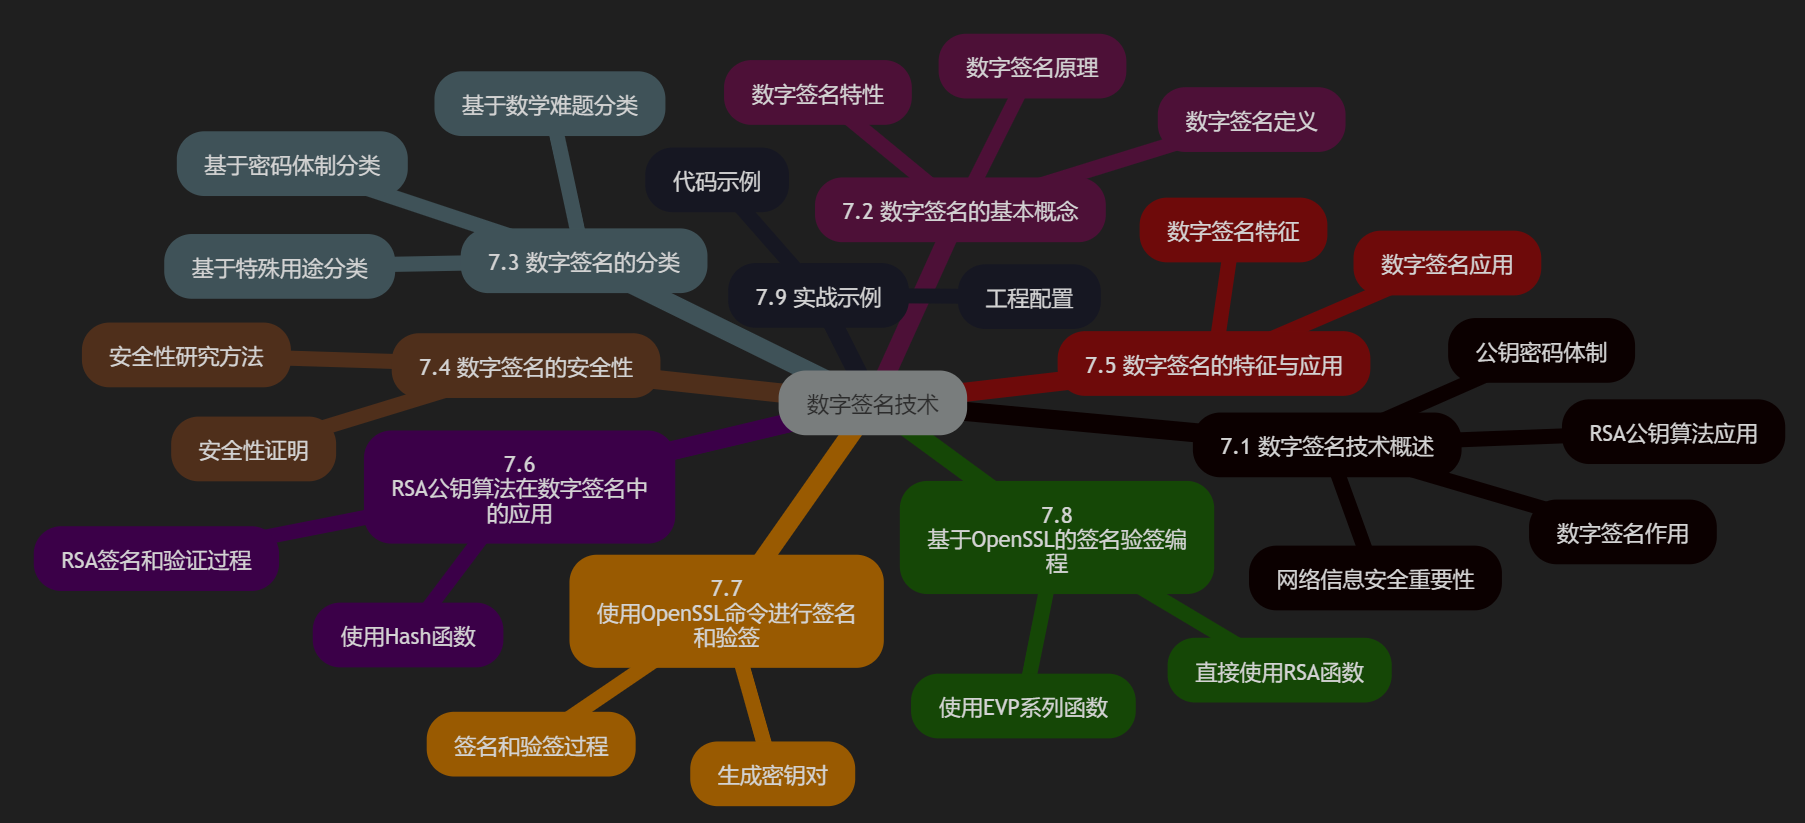 数字签名技术
7.1 数字签名技术概述
公钥密码体制
RSA公钥算法应用
数字签名作用
网络信息安全重要性
7.2 数字签名的基本概念
数字签名特性
数字签名原理
数字签名定义
7.3 数字签名的分类
基于数学难题分类
基于密码体制分类
基于特殊用途分类
7.4 数字签名的安全性
安全性研究方法
安全性证明
7.5 数字签名的特征与应用
数字签名特征
数字签名应用
7.6
RSA公钥算法在数字签名中
的应用
RSA签名和验证过程
使用Hash函数
7.7
使用OpenSSL命令进行签名
和验签
签名和验签过程
生成密钥对
7.8
基于OpenSSL的签名验签编
程
使用EVP系列函数
直接使用RSA函数
7.9 实战示例
代码示例
工程配置